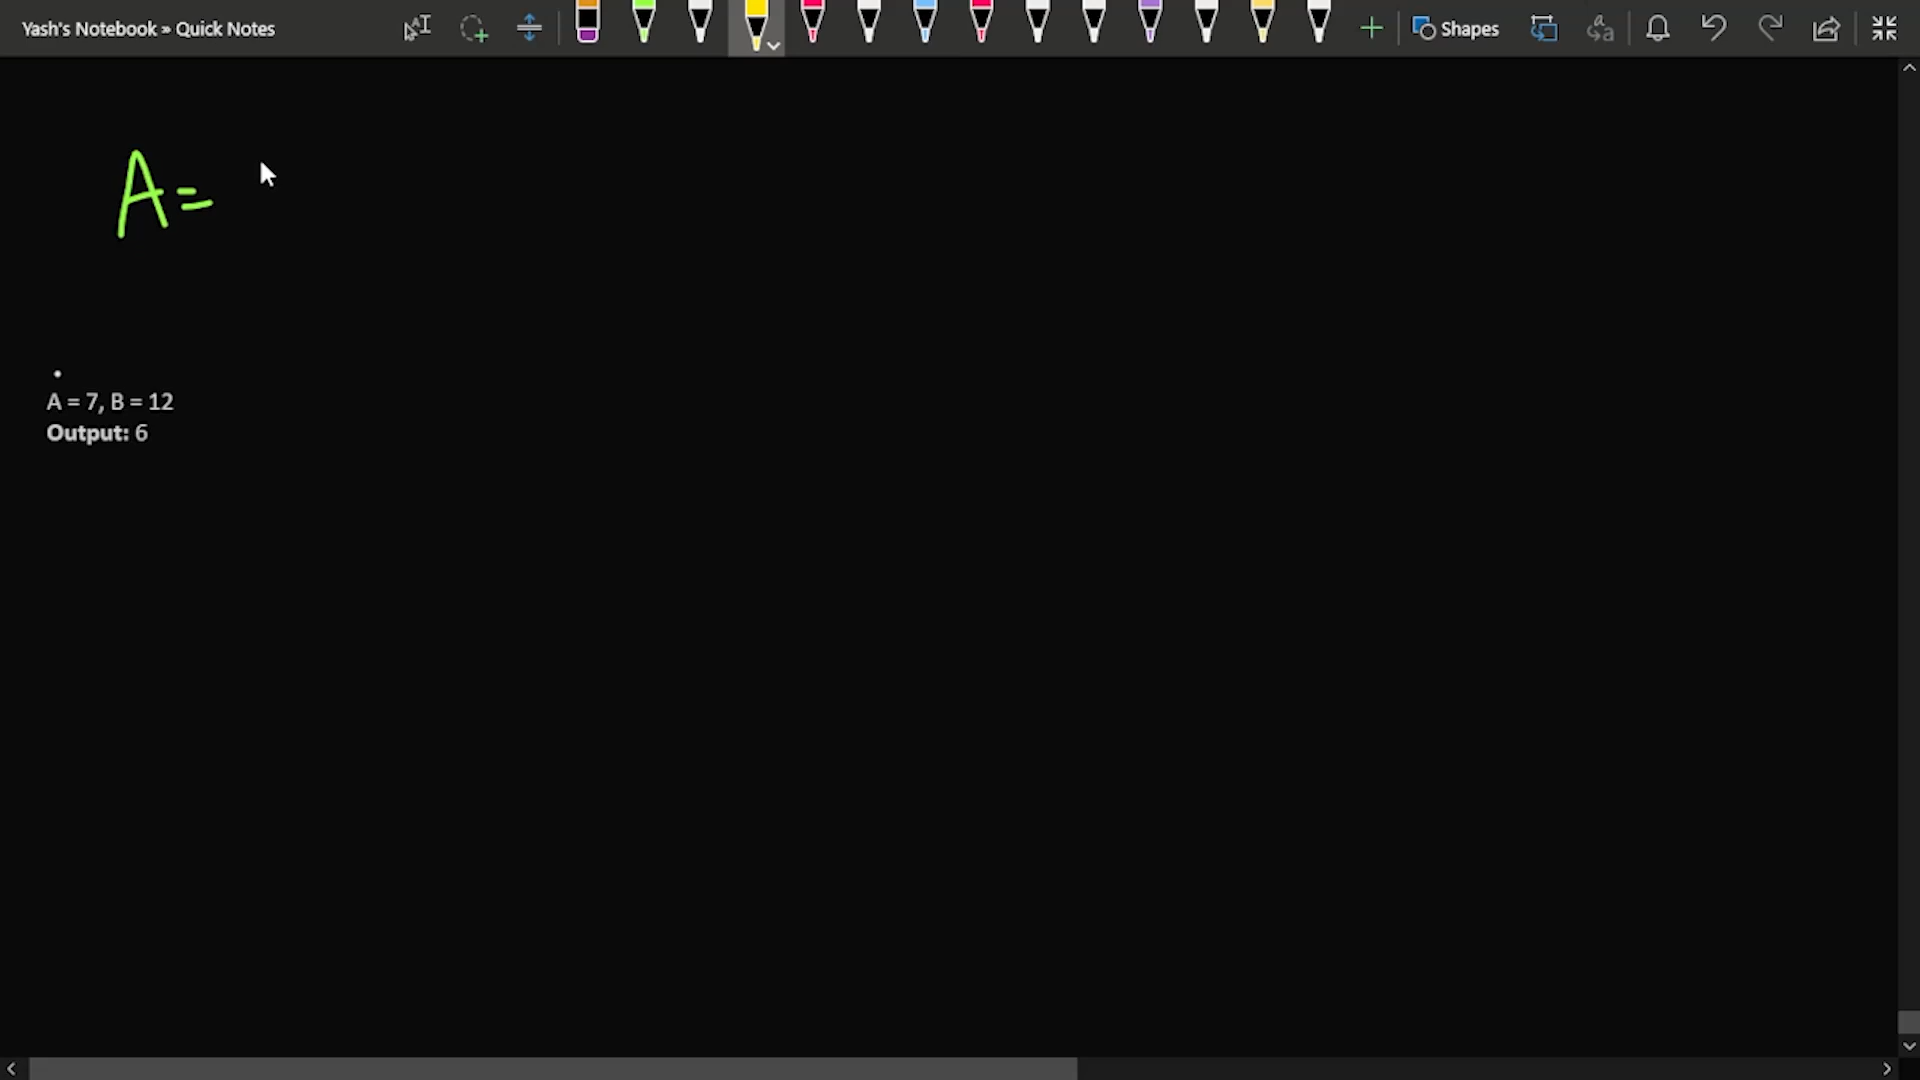 Yash's Notebook » Quick Notes
Shapes
A=
A = 7, B = 12
Output: 6